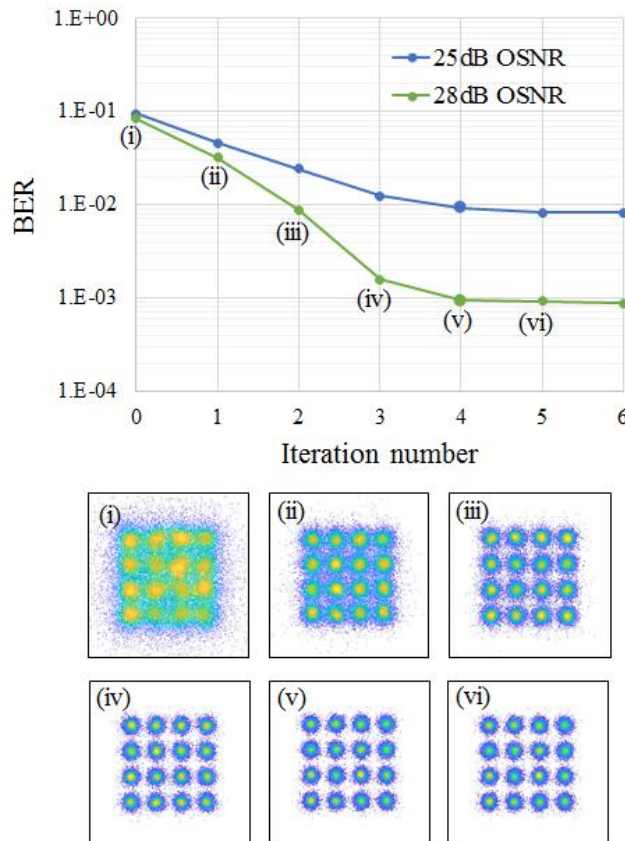 1.E+00
25dB OSNR
28dB OSNR
1.E-01
(i)
(ii)
BER
1.E-02
(iii)
1.E-03
(iv)
(v)
(vi)
1.E-04
0 1 2 3 4 5 6
Iteration number
(i) (ii) (iii)
(iv) (v) (vi)